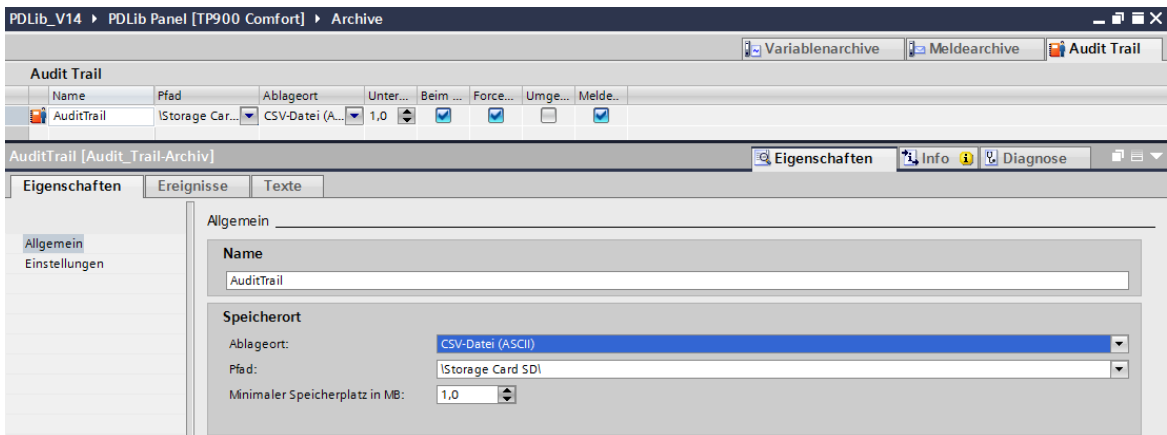 PDLib_V14 ▸ PDLib Panel [TP900 Comfort] ▸ Archive
Variablenarchive Meldearchive Audit Trail
Audit Trail
Name Pfad Ablageort Unter... Beim ... Force... Umge... Melde..
AuditTrail \Storage Car... CSV-Datei (A... 1,0
AuditTrail [Audit_Trail-Archiv] Eigenschaften Info Diagnose
Eigenschaften Ereignisse Texte
Allgemein
Allgemein
Einstellungen
Name
AuditTrail
Speicherort
Ablageort: CSV-Datei (ASCII)
Pfad: \Storage Card SD\
Minimaler Speicherplatz in MB: 1,0